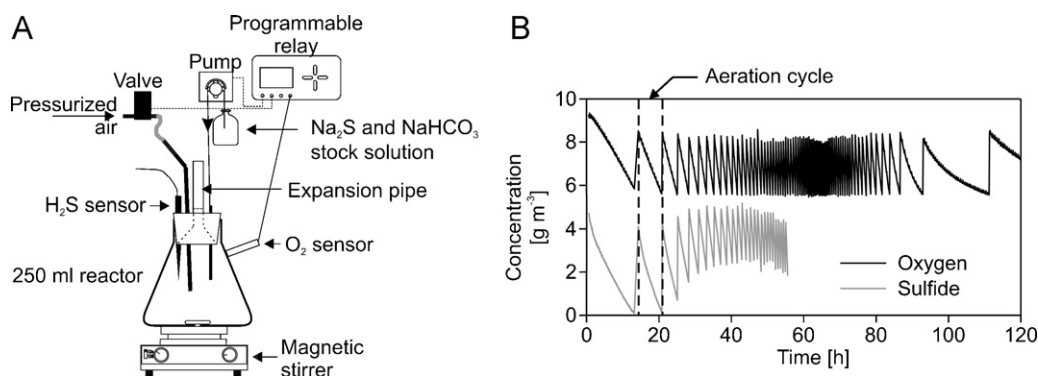 A
Programmable
relay
Pump
Valve
Pressurized
air
Na₂S and NaHCO₃
stock solution
Expansion pipe
H₂S sensor
O₂ sensor
250 ml reactor
Magnetic
stirrer
B
Aeration cycle
10
8
6
4
2
0
Concentration
[g m⁻³]
Oxygen
Sulfide
0 20 40 60 80 100 120
Time [h]